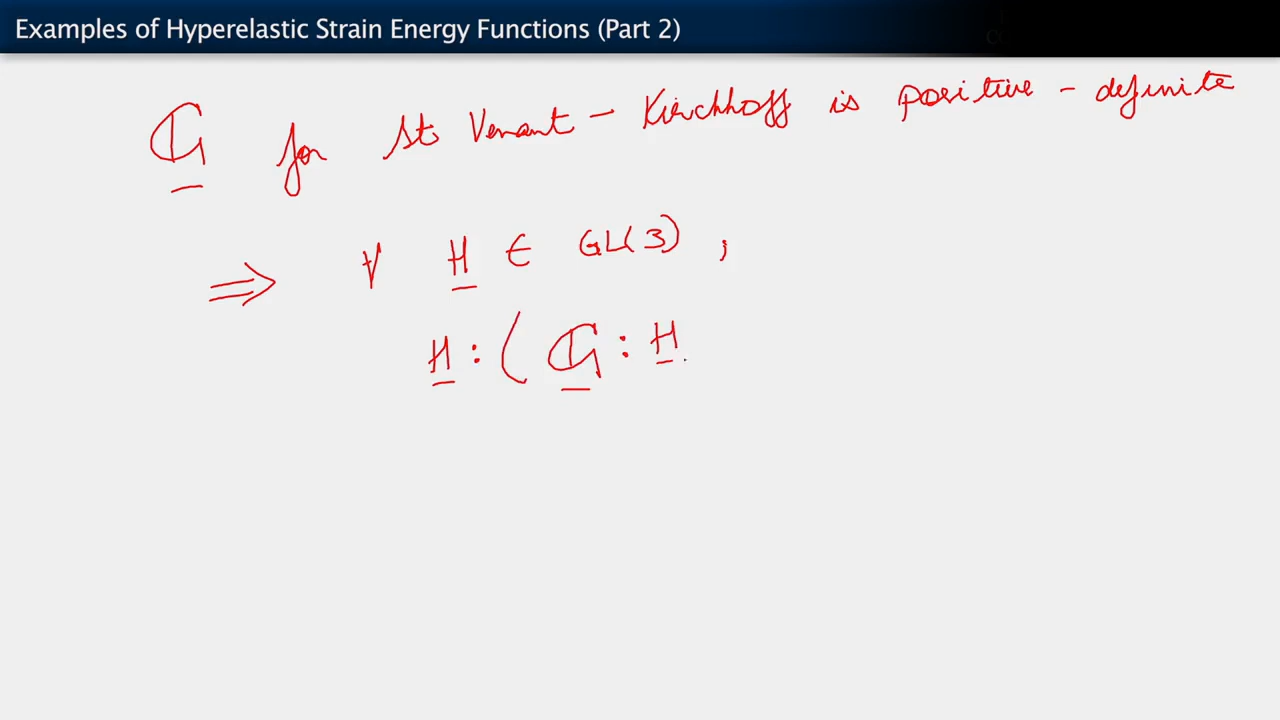 Examples of Hyperelastic Strain Energy Functions (Part 2)
ℂ for St. Venant - Kirchhoff is positive - definite
⇒ ∀ H ∈ GL(3) ,
H : ( ℂ : H